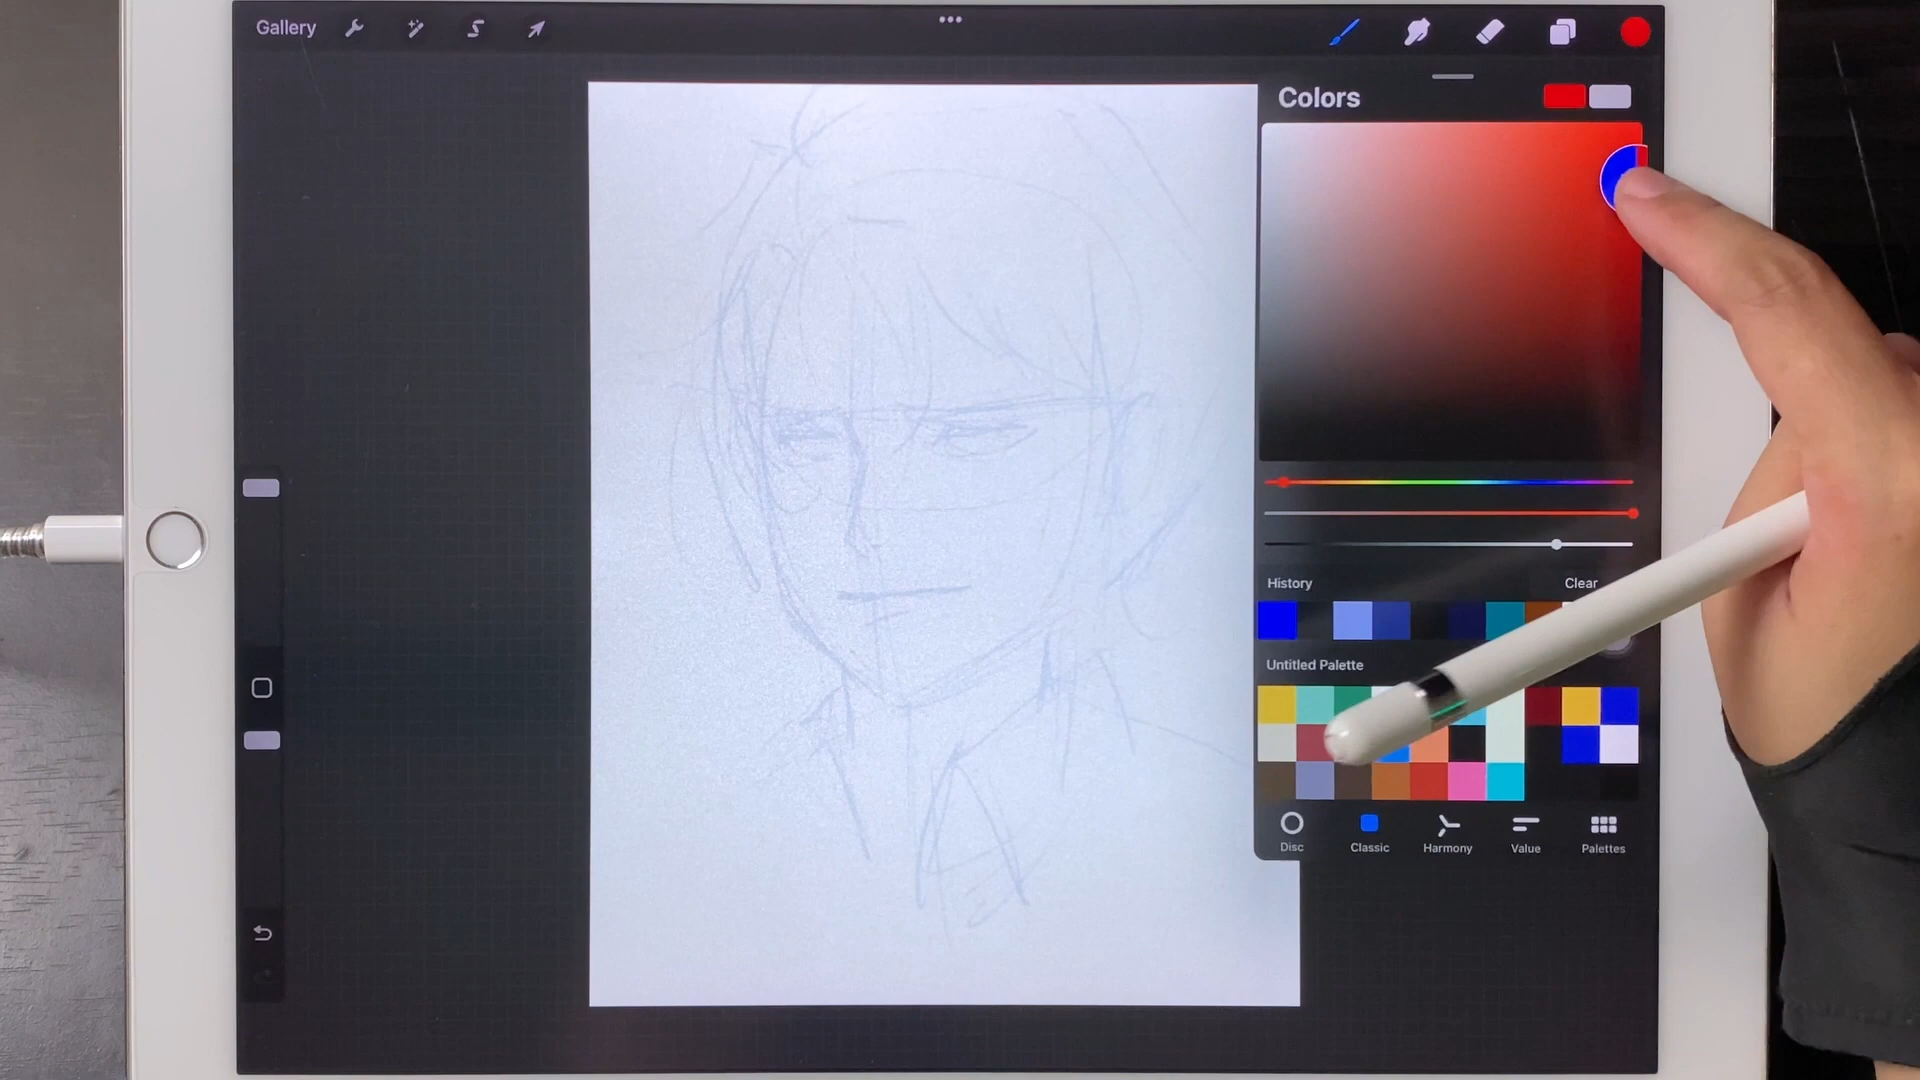 Gallery
Colors
History
Clear
Untitled Palette
Disc
Classic
Harmony
Value
Palettes